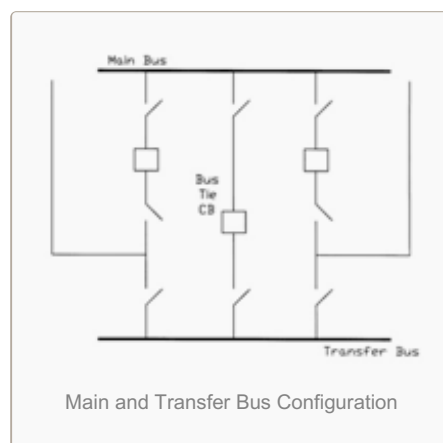 Main Bus
Bus
Tie
CB
Transfer Bus
Main and Transfer Bus Configuration